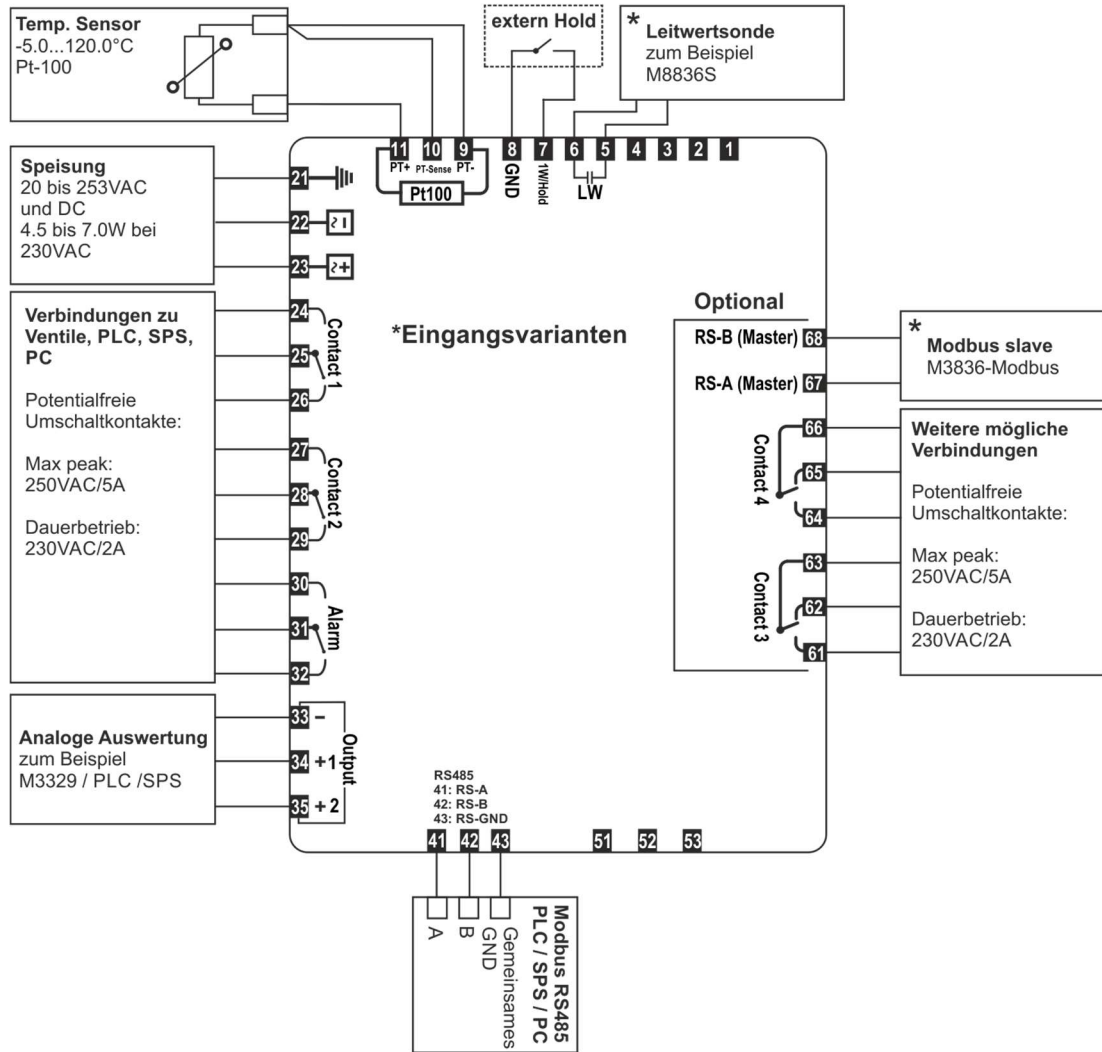 Temp. Sensor
-5.0...120.0°C
Pt-100
extern Hold
*
Leitwertsonde
zum Beispiel
M8836S
11
10
9
8
7
6
5
4
3
2
1
PT+
PT-Sense
PT-
Pt100
GND
1W/Hold
LW
Speisung
20 bis 253VAC
und DC
4.5 bis 7.0W bei
230VAC
21
22
~ -
23
~ +
Verbindungen zu
Ventile, PLC, SPS,
PC
Potentialfreie
Umschaltkontakte:
Max peak:
250VAC/5A
Dauerbetrieb:
230VAC/2A
24
25
26
Contact 1
27
28
29
Contact 2
30
31
32
Alarm
*Eingangsvarianten
Optional
RS-B (Master)
68
RS-A (Master)
67
66
65
64
Contact 4
63
62
61
Contact 3
*
Modbus slave
M3836-Modbus
Weitere mögliche
Verbindungen
Potentialfreie
Umschaltkontakte:
Max peak:
250VAC/5A
Dauerbetrieb:
230VAC/2A
Analoge Auswertung
zum Beispiel
M3329 / PLC /SPS
33 -
34 +1
35 + 2
Output
RS485
41: RS-A
42: RS-B
43: RS-GND
41
42
43
51
52
53
A
B
Gemeinsames
GND
Modbus RS485
PLC / SPS / PC